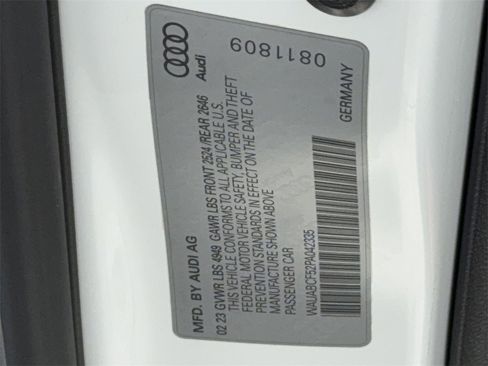 MFD. BY AUDI AG
Audi
02 23 GVWR LBS 4949 GAWR LBS FRONT 2524 /REAR 2646
THIS VEHICLE CONFORMS TO ALL APPLICABLE U.S.
FEDERAL MOTOR VEHICLE SAFETY, BUMPER AND THEFT
PREVENTION STANDARDS IN EFFECT ON THE DATE OF
MANUFACTURE SHOWN ABOVE
PASSENGER CAR
WAUABCF52PA042335
GERMANY
0811809